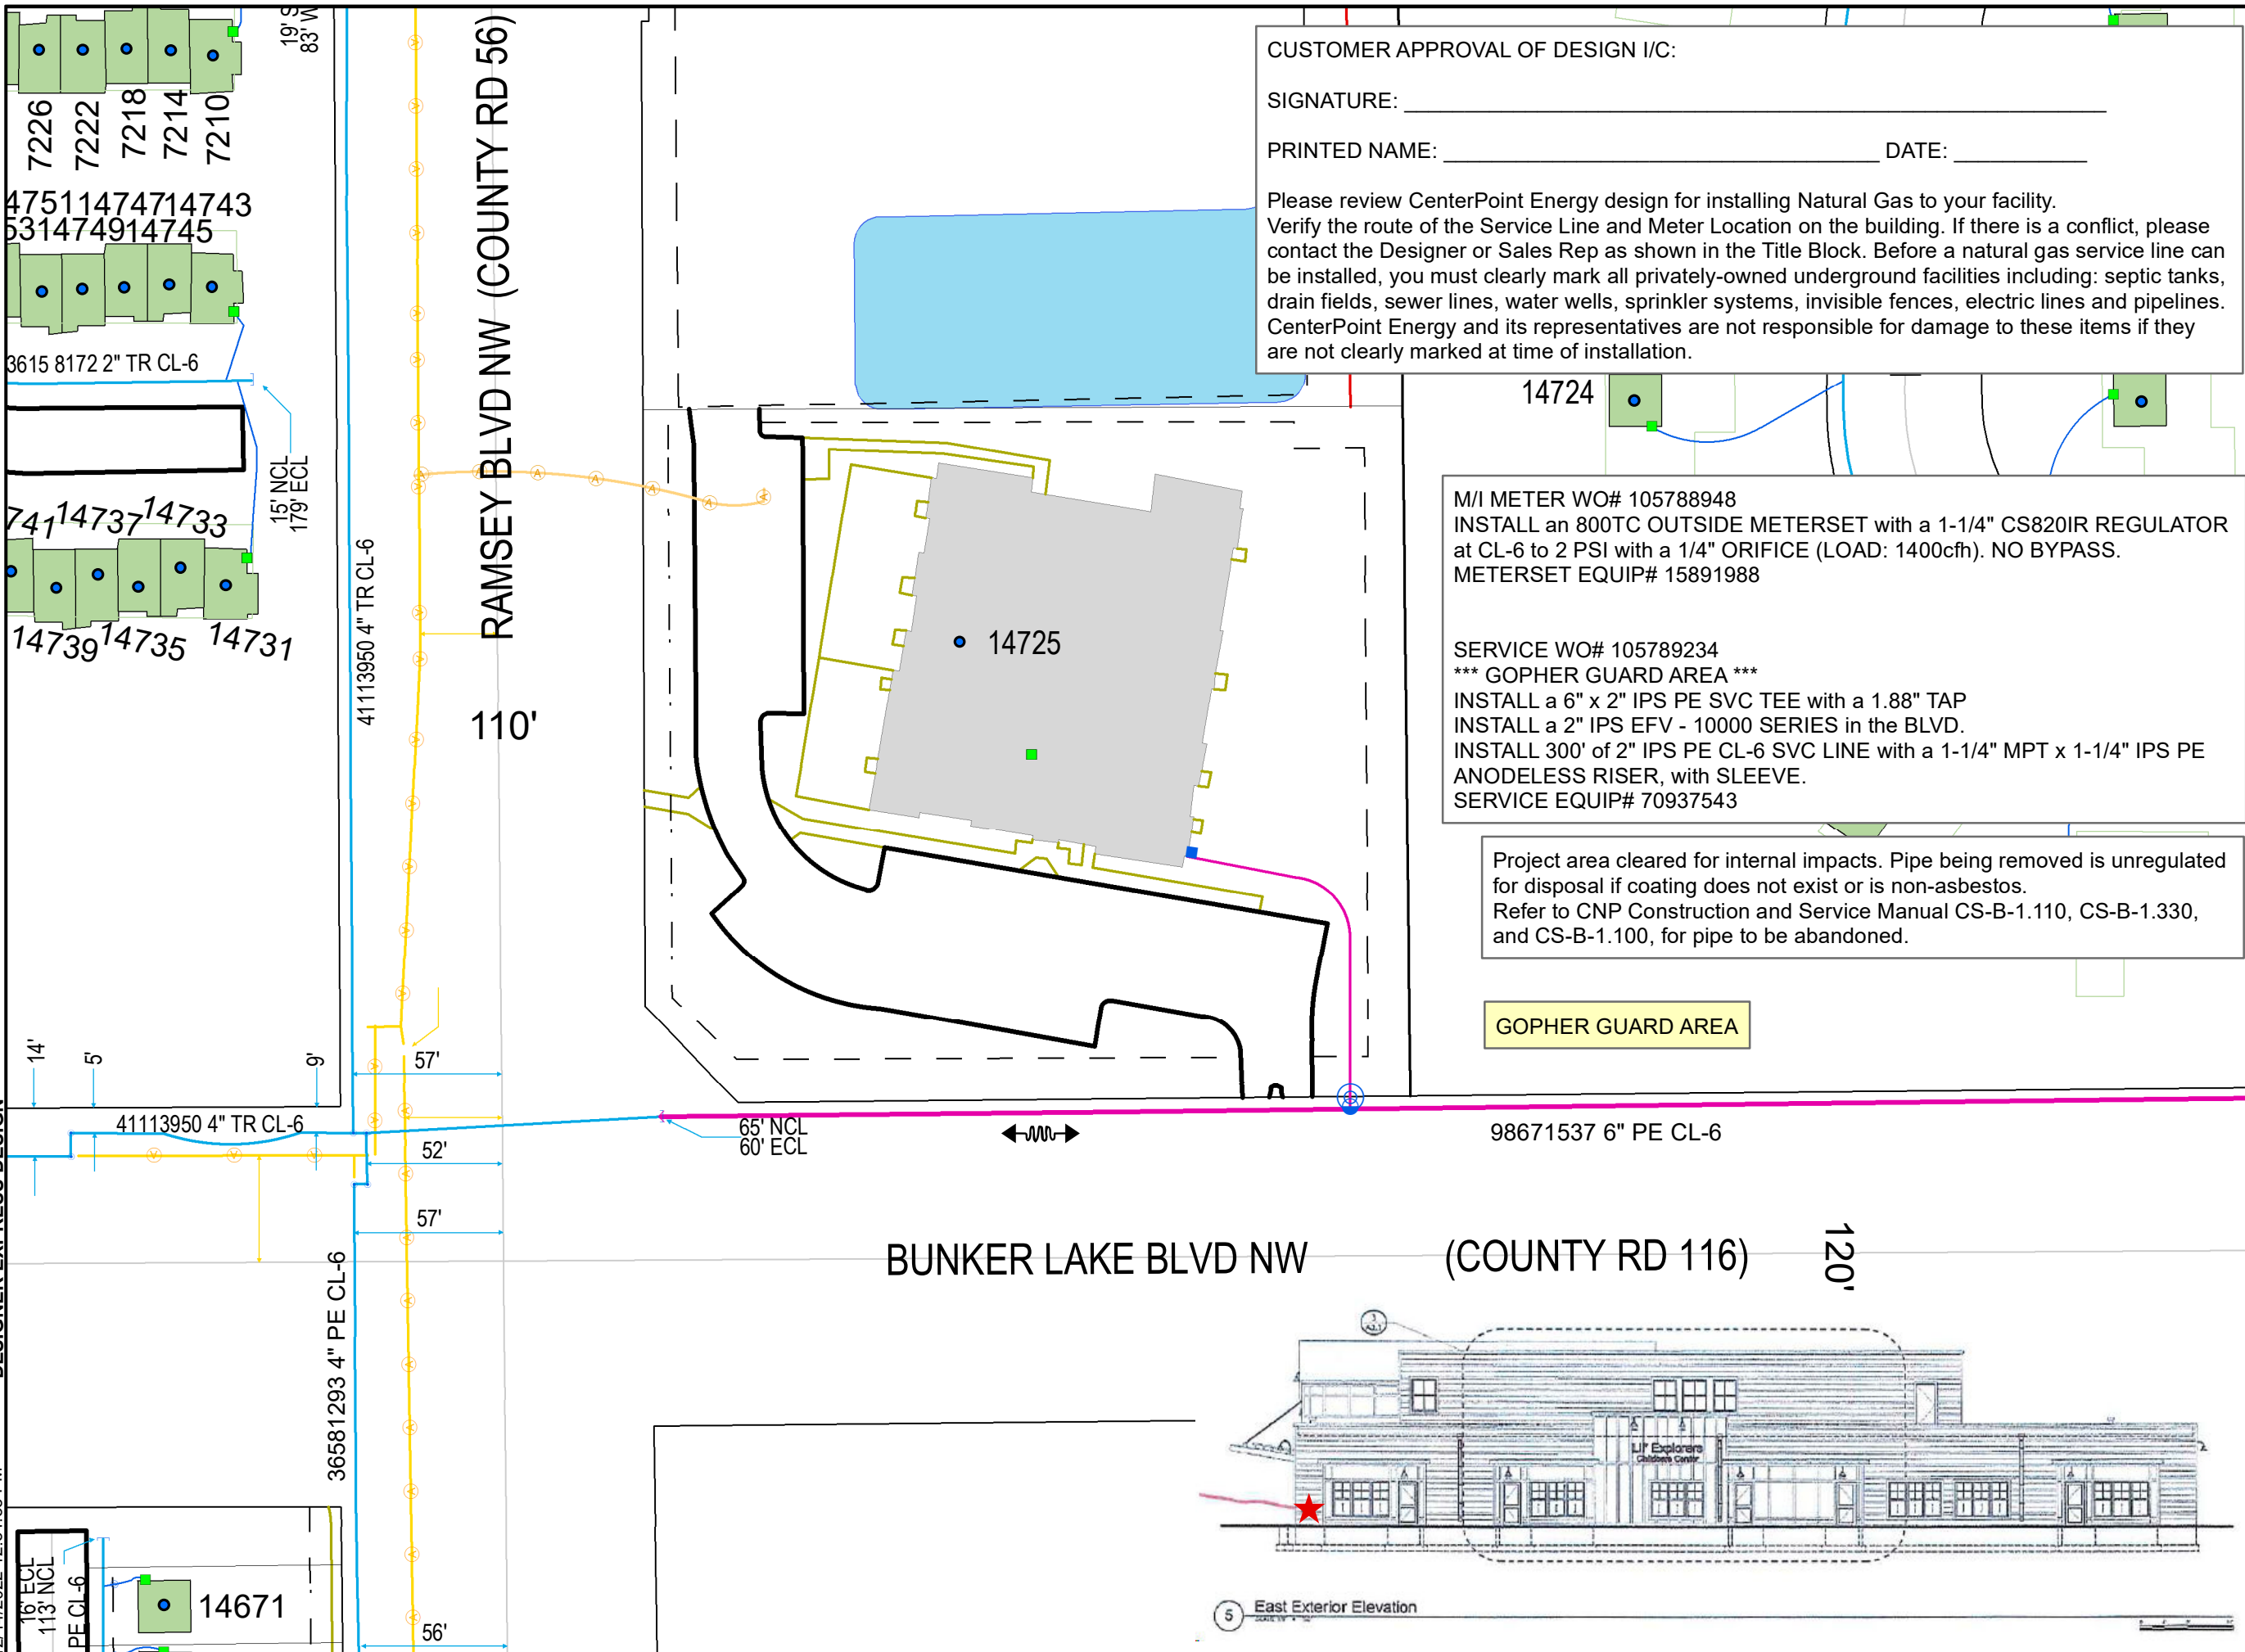 CUSTOMER APPROVAL OF DESIGN I/C:
SIGNATURE:
PRINTED NAME: DATE:
Please review CenterPoint Energy design for installing Natural Gas to your facility.
Verify the route of the Service Line and Meter Location on the building. If there is a conflict, please
contact the Designer or Sales Rep as shown in the Title Block. Before a natural gas service line can
be installed, you must clearly mark all privately-owned underground facilities including: septic tanks,
drain fields, sewer lines, water wells, sprinkler systems, invisible fences, electric lines and pipelines.
CenterPoint Energy and its representatives are not responsible for damage to these items if they
are not clearly marked at time of installation.
19' S
83' W
7226
7222
7218
7214
7210
RAMSEY BLVD NW (COUNTY RD 56)
14747
14743
14749
14745
3615 8172 2" TR CL-6
15' NCL
179' ECL
14737
14733
14739
14735
14731
41113950 4" TR CL-6
110'
14725
14724
M/I METER WO# 105788948
INSTALL an 800TC OUTSIDE METERSET with a 1-1/4" CS820IR REGULATOR
at CL-6 to 2 PSI with a 1/4" ORIFICE (LOAD: 1400cfh). NO BYPASS.
METERSET EQUIP# 15891988
SERVICE WO# 105789234
*** GOPHER GUARD AREA ***
INSTALL a 6" x 2" IPS PE SVC TEE with a 1.88" TAP
INSTALL a 2" IPS EFV - 10000 SERIES in the BLVD.
INSTALL 300' of 2" IPS PE CL-6 SVC LINE with a 1-1/4" MPT x 1-1/4" IPS PE
ANODELESS RISER, with SLEEVE.
SERVICE EQUIP# 70937543
Project area cleared for internal impacts. Pipe being removed is unregulated
for disposal if coating does not exist or is non-asbestos.
Refer to CNP Construction and Service Manual CS-B-1.110, CS-B-1.330,
and CS-B-1.100, for pipe to be abandoned.
GOPHER GUARD AREA
14'
5'
9'
57'
41113950 4" TR CL-6
52'
57'
65' NCL
60' ECL
98671537 6" PE CL-6
BUNKER LAKE BLVD NW (COUNTY RD 116)
120'
36581293 4" PE CL-6
16' ECL
113' NCL
PE CL-6
14671
56'
LIl' Explorers
Childcare Center
5 East Exterior Elevation